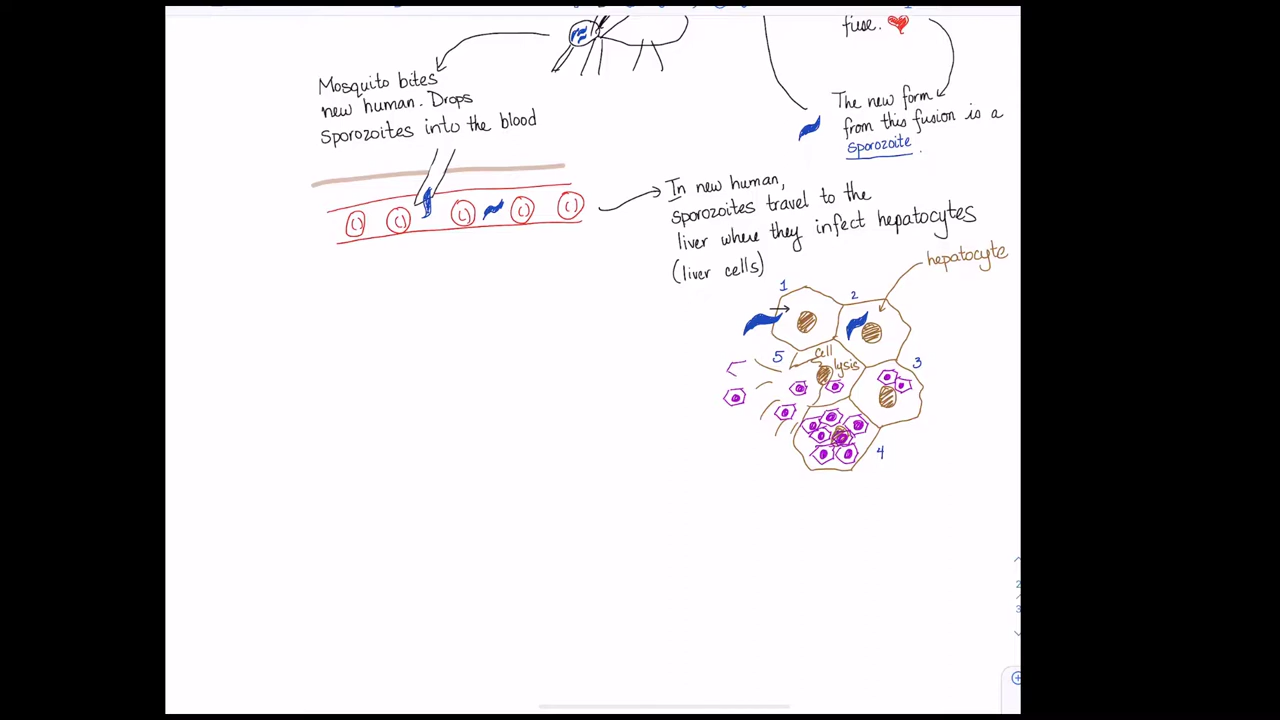 fuse.
Mosquito bites
new human. Drops
sporozoites into the blood
The new form
from this fusion is a
sporozoite.
In new human,
sporozoites travel to the
liver where they infect hepatocytes
(liver cells)
hepatocyte
1
2
5
cell
lysis
3
4
2
3